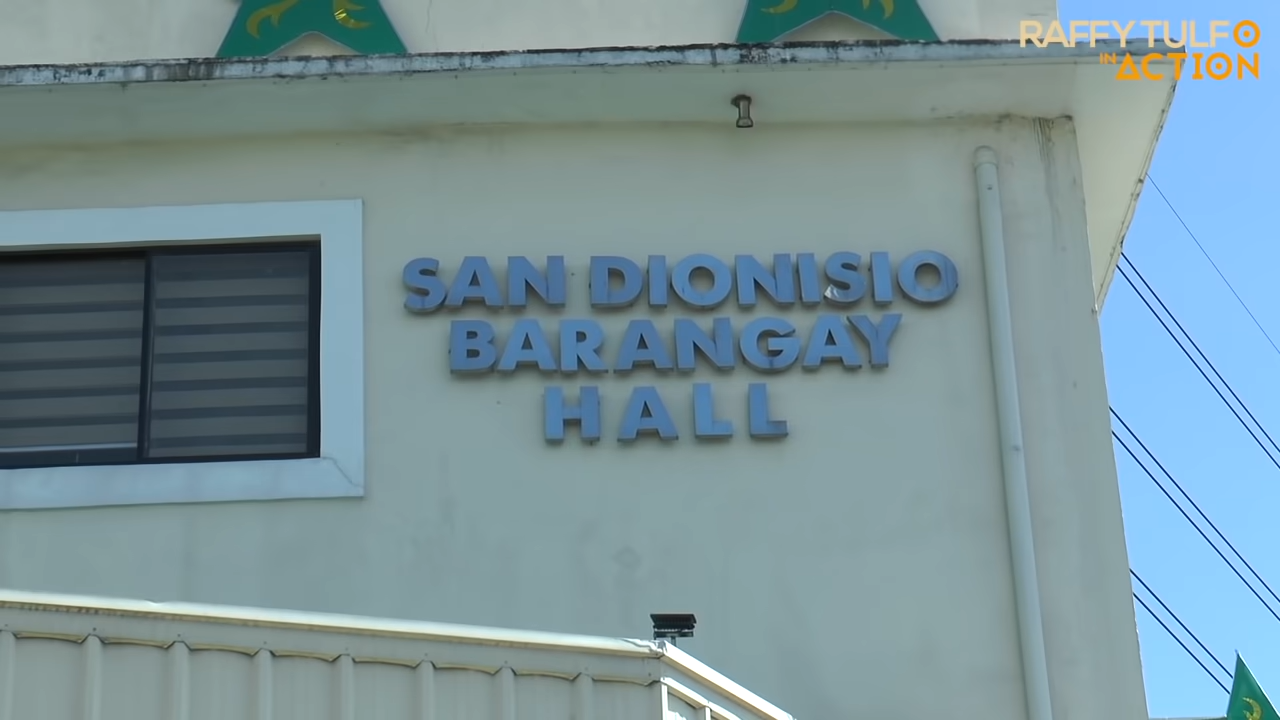 RAFFY TULFO
IN ACTION
SAN DIONISIO
BARANGAY
HALL